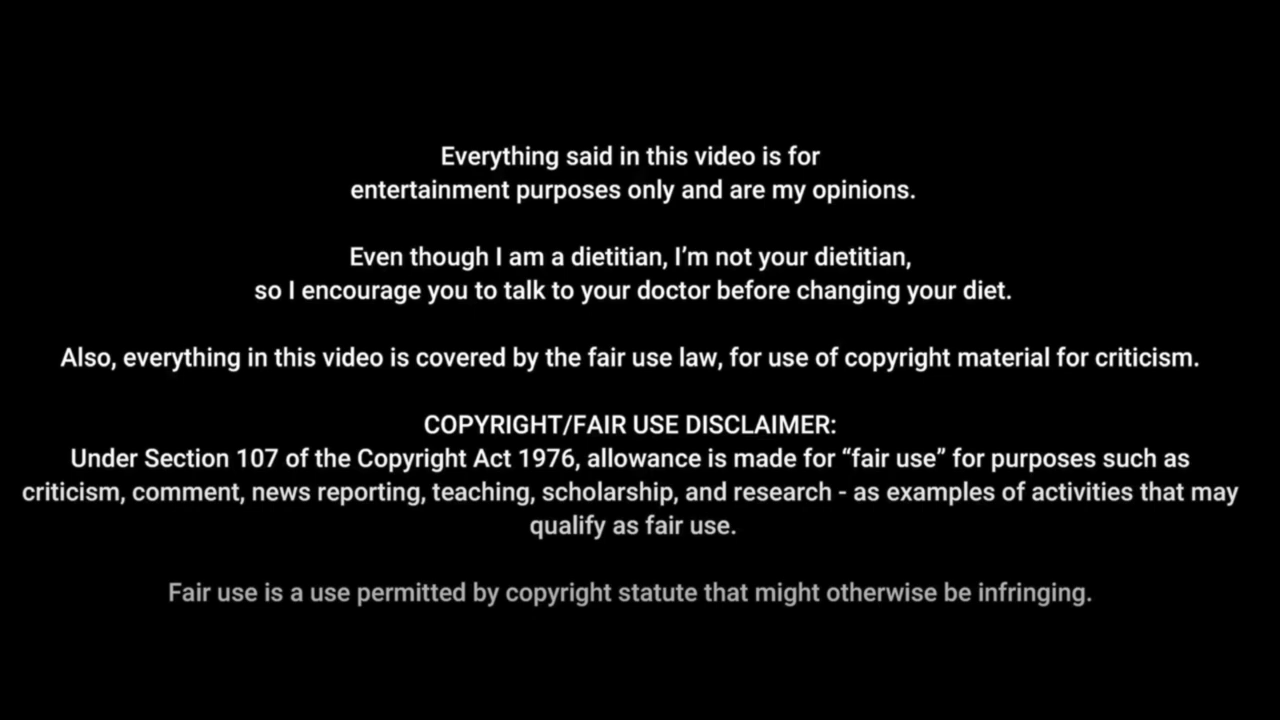 Everything said in this video is for
entertainment purposes only and are my opinions.
Even though I am a dietitian, I’m not your dietitian,
so I encourage you to talk to your doctor before changing your diet.
Also, everything in this video is covered by the fair use law, for use of copyright material for criticism.
COPYRIGHT/FAIR USE DISCLAIMER:
Under Section 107 of the Copyright Act 1976, allowance is made for “fair use” for purposes such as
criticism, comment, news reporting, teaching, scholarship, and research - as examples of activities that may
qualify as fair use.
Fair use is a use permitted by copyright statute that might otherwise be infringing.